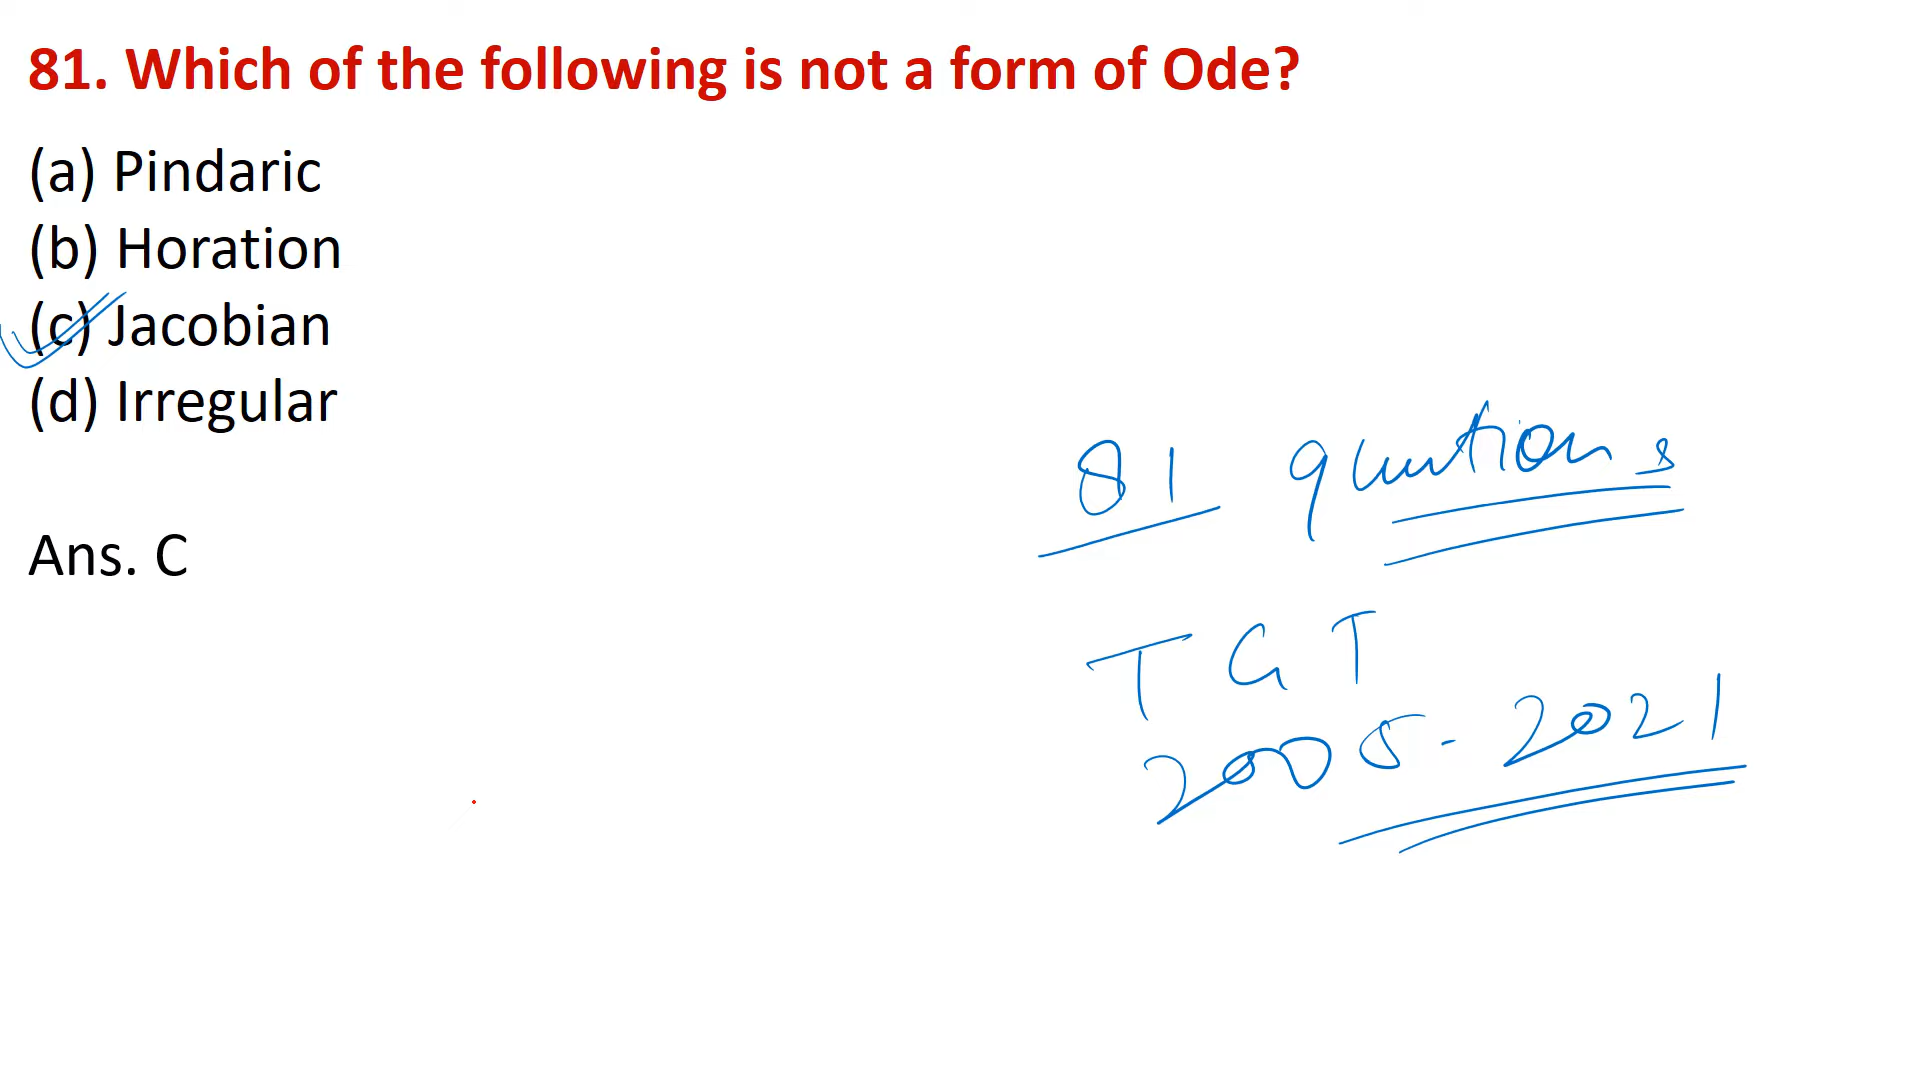 81. Which of the following is not a form of Ode?
(a) Pindaric
(b) Horation
(c) Jacobian
(d) Irregular
Ans. C
81 questions
TGT
2005-2021